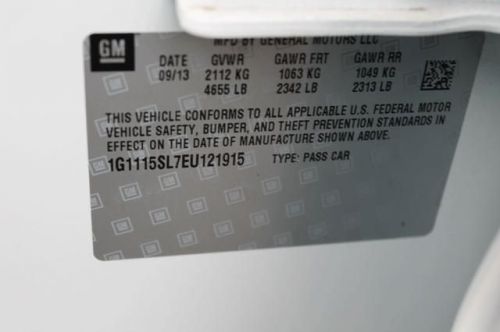 GM
MFD BY GENERAL MOTORS LLC
DATE GVWR GAWR FRT GAWR RR
09/13 2112 KG 1063 KG 1049 KG
4655 LB 2342 LB 2313 LB
THIS VEHICLE CONFORMS TO ALL APPLICABLE U.S. FEDERAL MOTOR
VEHICLE SAFETY, BUMPER, AND THEFT PREVENTION STANDARDS IN
EFFECT ON THE DATE OF MANUFACTURE SHOWN ABOVE.
1G1115SL7EU121915 TYPE: PASS CAR